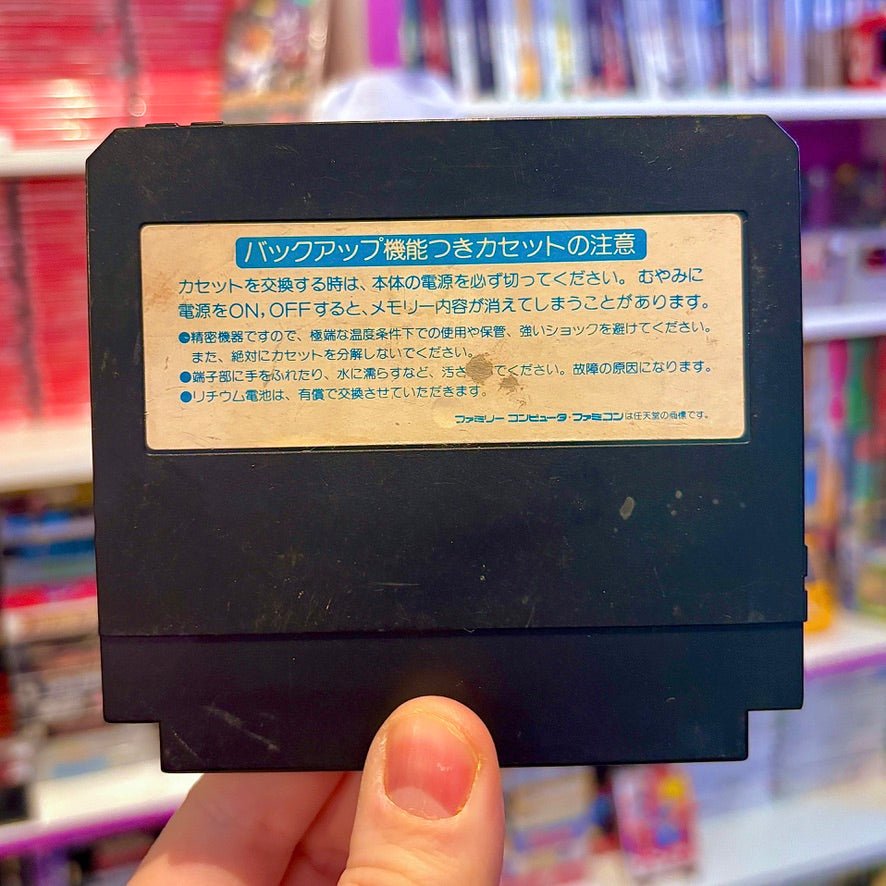 バックアップ機能つきカセットの注意
カセットを交換する時は、本体の電源を必ず切ってください。むやみに
電源をON,OFFすると、メモリー内容が消えてしまうことがあります。
●精密機器ですので、極端な温度条件下での使用や保管、強いショックを避けてください。
また、絶対にカセットを分解しないでください。
●端子部に手をふれたり、水に濡らすなど、汚さ てください。故障の原因になります。
●リチウム電池は、有償で交換させていただきます。
ファミリーコンピュータ・ファミコンは任天堂の商標です。